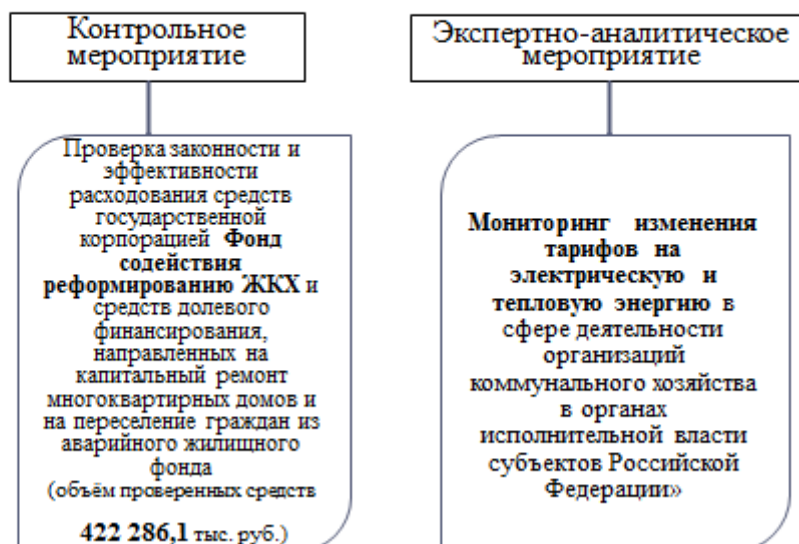 Контрольное
мероприятие
Проверка законности и
эффективности
расходования средств
государственной
корпорацией Фонд
содействия
реформированию ЖКХ и
средств долевого
финансирования,
направленных на
капитальный ремонт
многоквартирных домов и
на переселение граждан из
аварийного жилищного
фонда
(объём проверенных средств
422 286,1 тыс. руб.)
Экспертно-аналитическое
мероприятие
Мониторинг изменения
тарифов на
электрическую и
тепловую энергию в
сфере деятельности
организаций
коммунального хозяйства
в органах
исполнительной власти
субъектов Российской
Федерации»